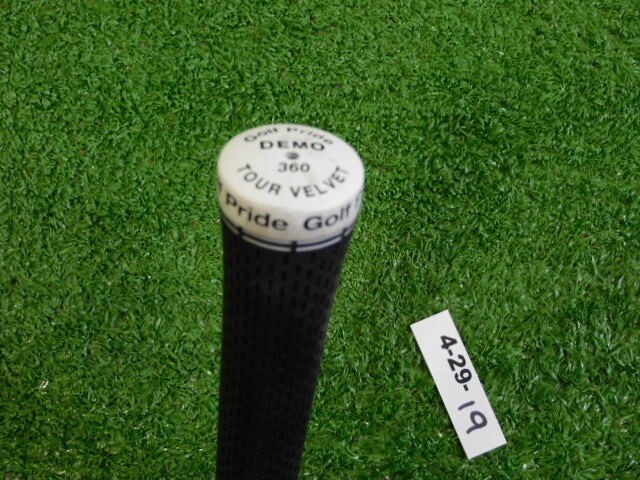 Golf Pride
DEMO
360
TOUR VELVET
Pride Golf
4-29-19